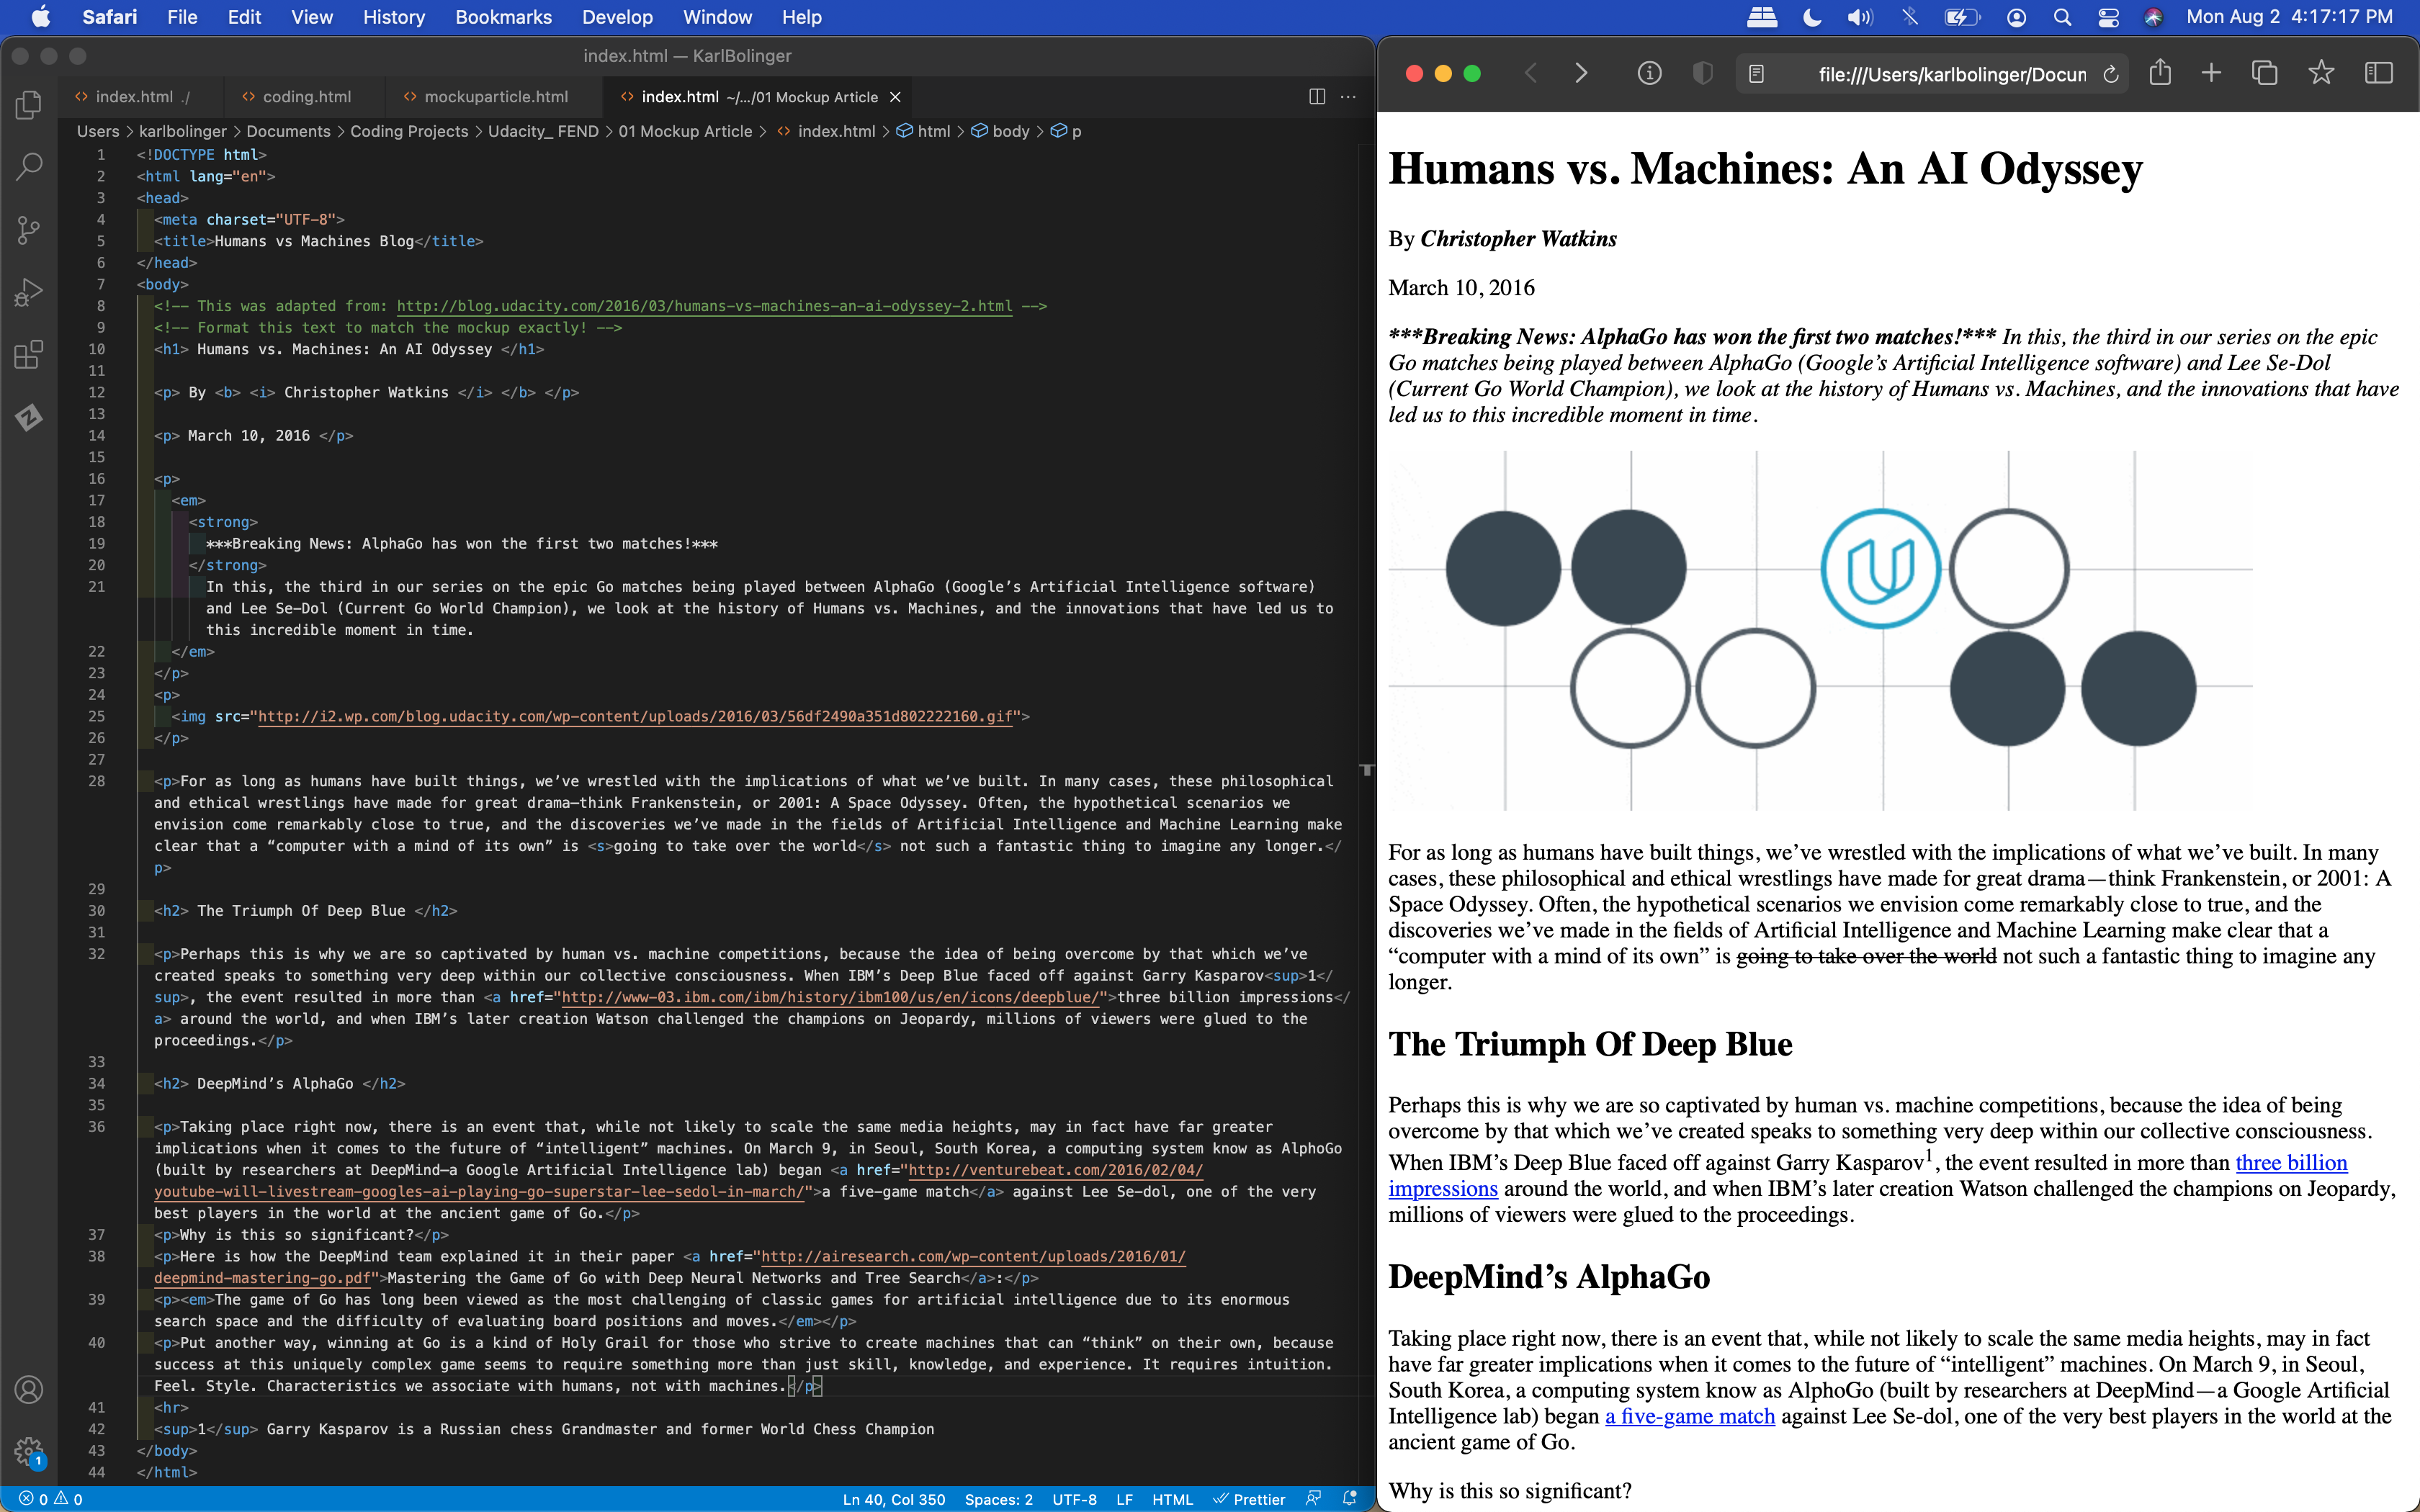 Safari File Edit View History Bookmarks Develop Window Help
Mon Aug 2 4:17:17 PM
index.html — KarlBolinger
index.html ./
coding.html
mockuparticle.html
index.html ~/.../01 Mockup Article
Users > karlbolinger > Documents > Coding Projects > Udacity_ FEND > 01 Mockup Article > index.html > html > body > p
1 <!DOCTYPE html>
2 <html lang="en">
3 <head>
4 <meta charset="UTF-8">
5 <title>Humans vs Machines Blog</title>
6 </head>
7 <body>
8 <!-- This was adapted from: http://blog.udacity.com/2016/03/humans-vs-machines-an-ai-odyssey-2.html -->
9 <!-- Format this text to match the mockup exactly! -->
10 <h1> Humans vs. Machines: An AI Odyssey </h1>
11
12 <p> By <b> <i> Christopher Watkins </i> </b> </p>
13
14 <p> March 10, 2016 </p>
15
16 <p>
17 <em>
18 <strong>
19 ***Breaking News: AlphaGo has won the first two matches!***
20 </strong>
21 In this, the third in our series on the epic Go matches being played between AlphaGo (Google’s Artificial Intelligence software)
and Lee Se-Dol (Current Go World Champion), we look at the history of Humans vs. Machines, and the innovations that have led us to
this incredible moment in time.
22 </em>
23 </p>
24 <p>
25 <img src="http://i2.wp.com/blog.udacity.com/wp-content/uploads/2016/03/56df2490a351d802222160.gif">
26 </p>
27
28 <p>For as long as humans have built things, we’ve wrestled with the implications of what we’ve built. In many cases, these philosophical
and ethical wrestlings have made for great drama—think Frankenstein, or 2001: A Space Odyssey. Often, the hypothetical scenarios we
envision come remarkably close to true, and the discoveries we’ve made in the fields of Artificial Intelligence and Machine Learning make
clear that a “computer with a mind of its own” is <s>going to take over the world</s> not such a fantastic thing to imagine any longer.</
p>
29
30 <h2> The Triumph Of Deep Blue </h2>
31
32 <p>Perhaps this is why we are so captivated by human vs. machine competitions, because the idea of being overcome by that which we’ve
created speaks to something very deep within our collective consciousness. When IBM’s Deep Blue faced off against Garry Kasparov<sup>1</
sup>, the event resulted in more than <a href="http://www-03.ibm.com/ibm/history/ibm100/us/en/icons/deepblue/">three billion impressions</
a> around the world, and when IBM’s later creation Watson challenged the champions on Jeopardy, millions of viewers were glued to the
proceedings.</p>
33
34 <h2> DeepMind’s AlphaGo </h2>
35
36 <p>Taking place right now, there is an event that, while not likely to scale the same media heights, may in fact have far greater
implications when it comes to the future of “intelligent” machines. On March 9, in Seoul, South Korea, a computing system know as AlphoGo
(built by researchers at DeepMind—a Google Artificial Intelligence lab) began <a href="http://venturebeat.com/2016/02/04/
youtube-will-livestream-googles-ai-playing-go-superstar-lee-sedol-in-march/">a five-game match</a> against Lee Se-dol, one of the very
best players in the world at the ancient game of Go.</p>
37 <p>Why is this so significant?</p>
38 <p>Here is how the DeepMind team explained it in their paper <a href="http://airesearch.com/wp-content/uploads/2016/01/
deepmind-mastering-go.pdf">Mastering the Game of Go with Deep Neural Networks and Tree Search</a>:</p>
39 <p><em>The game of Go has long been viewed as the most challenging of classic games for artificial intelligence due to its enormous
search space and the difficulty of evaluating board positions and moves.</em></p>
40 <p>Put another way, winning at Go is a kind of Holy Grail for those who strive to create machines that can “think” on their own, because
success at this uniquely complex game seems to require something more than just skill, knowledge, and experience. It requires intuition.
Feel. Style. Characteristics we associate with humans, not with machines.</p>
41 <hr>
42 <sup>1</sup> Garry Kasparov is a Russian chess Grandmaster and former World Chess Champion
43 </body>
44 </html>
1
0 0
Ln 40, Col 350 Spaces: 2 UTF-8 LF HTML Prettier
file:///Users/karlbolinger/Docur
Humans vs. Machines: An AI Odyssey
By Christopher Watkins
March 10, 2016
***Breaking News: AlphaGo has won the first two matches!*** In this, the third in our series on the epic
Go matches being played between AlphaGo (Google’s Artificial Intelligence software) and Lee Se-Dol
(Current Go World Champion), we look at the history of Humans vs. Machines, and the innovations that have
led us to this incredible moment in time.
For as long as humans have built things, we’ve wrestled with the implications of what we’ve built. In many
cases, these philosophical and ethical wrestlings have made for great drama—think Frankenstein, or 2001: A
Space Odyssey. Often, the hypothetical scenarios we envision come remarkably close to true, and the
discoveries we’ve made in the fields of Artificial Intelligence and Machine Learning make clear that a
“computer with a mind of its own” is going to take over the world not such a fantastic thing to imagine any
longer.
The Triumph Of Deep Blue
Perhaps this is why we are so captivated by human vs. machine competitions, because the idea of being
overcome by that which we’ve created speaks to something very deep within our collective consciousness.
When IBM’s Deep Blue faced off against Garry Kasparov1, the event resulted in more than three billion
impressions around the world, and when IBM’s later creation Watson challenged the champions on Jeopardy,
millions of viewers were glued to the proceedings.
DeepMind’s AlphaGo
Taking place right now, there is an event that, while not likely to scale the same media heights, may in fact
have far greater implications when it comes to the future of “intelligent” machines. On March 9, in Seoul,
South Korea, a computing system know as AlphoGo (built by researchers at DeepMind—a Google Artificial
Intelligence lab) began a five-game match against Lee Se-dol, one of the very best players in the world at the
ancient game of Go.
Why is this so significant?